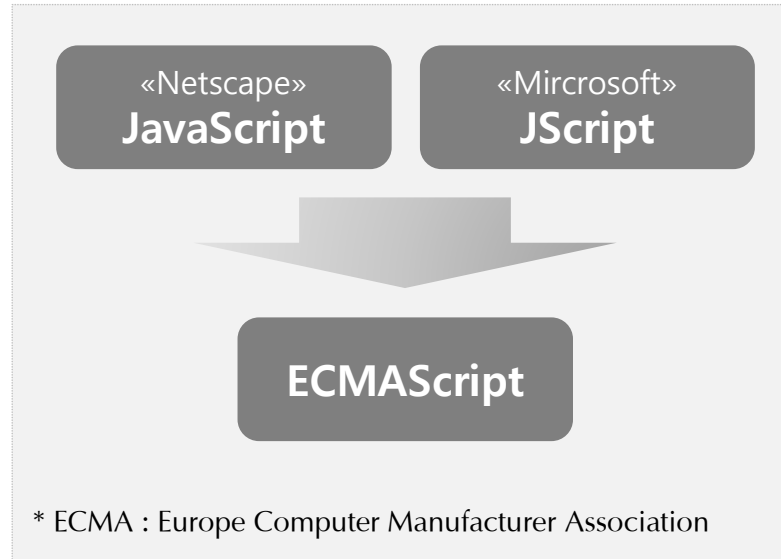 «Netscape»
JavaScript
«Mircrosoft»
JScript
ECMAScript
* ECMA : Europe Computer Manufacturer Association